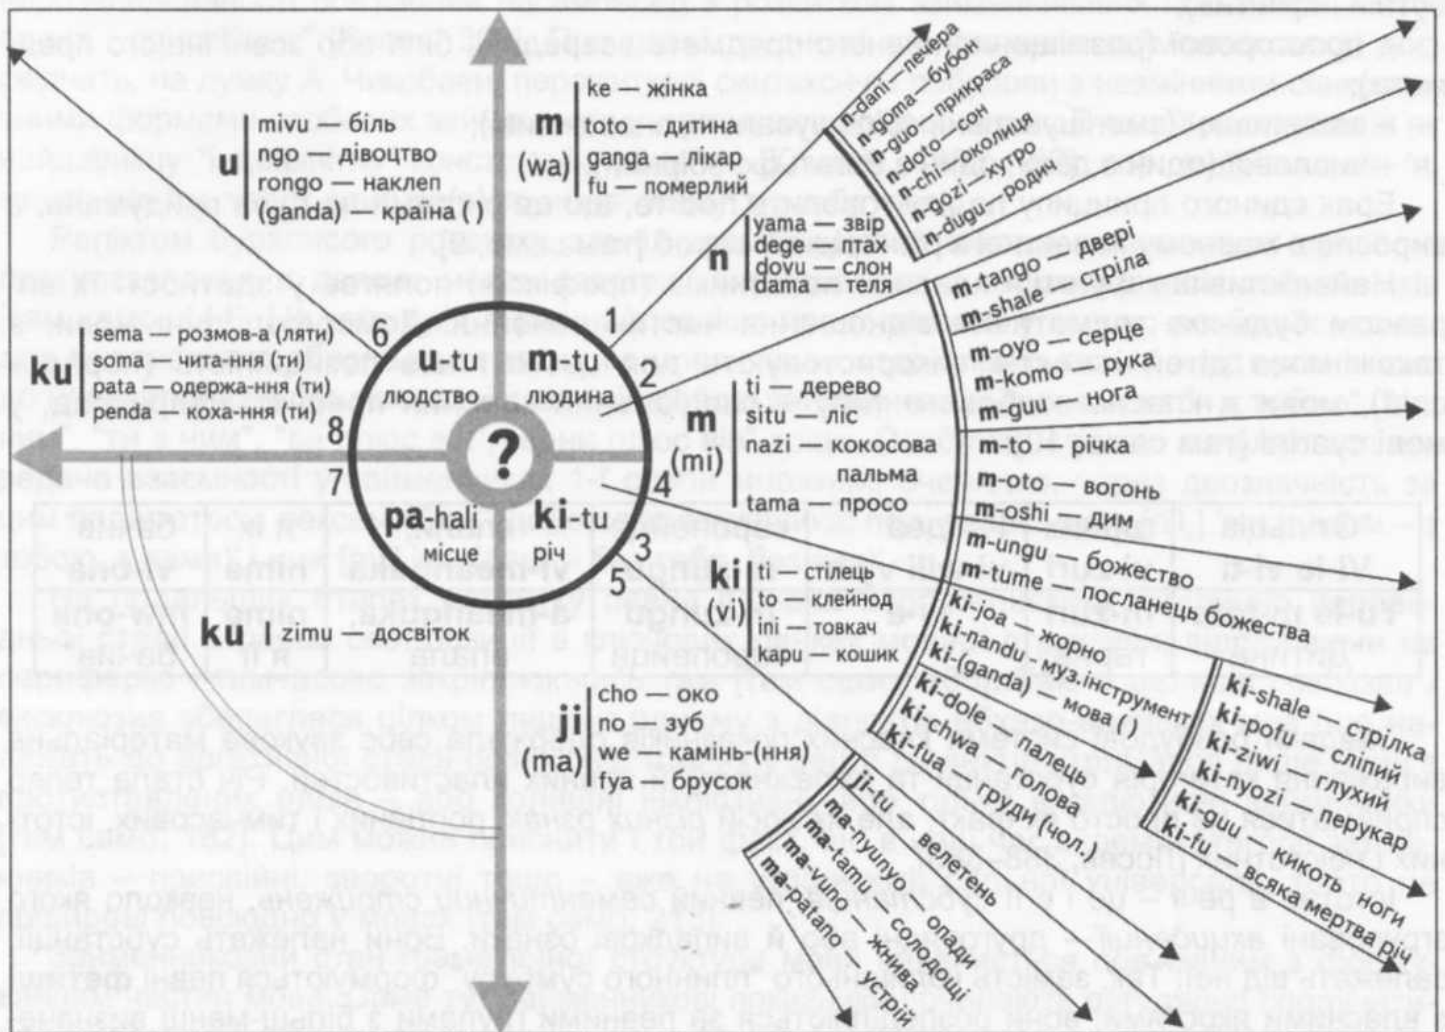 u
mivu — біль
ngo — дівоцтво
rongo — наклеп
(ganda) — країна ( )
m
(wa)
ke — жінка
toto — дитина
ganga — лікар
fu — померлий
n
yama — звір
dege — птах
dovu — слон
dama — теля
n-danu — печера
n-goma — бубон
n-guo — прикраса
n-doto — сон
n-chi — околиця
n-gozi — хутро
n-dugu — родич
m-tango — двері
m-shale — стріла
m-oyo — серце
m-komo — рука
m-guu — нога
m-to — річка
m-oto — вогонь
m-oshi — дим
m-ungu — божество
m-tume — посланець божества
ku
sema — розмов-а (ляти)
soma — чита-ння (ти)
pata — одержа-ння (ти)
penda — коха-ння (ти)
6
1
8
2
7
4
3
5
u-tu
людство
m-tu
людина
?
pa-hali
місце
ki-tu
річ
m
(mi)
ti — дерево
situ — ліс
nazi — кокосова
пальма
tama — просо
ki
(vi)
ti — стілець
to — клейнод
ihi — товкач
kapu — кошик
ku
zimu — досвіток
ji
(ma)
cho — око
no — зуб
we — камінь-(ння)
fya — брусок
ki-joa — жорно
ki-nandu - муз.інструмент
ki-(ganda) — мова ( )
ki-dole — палець
ki-chwa — голова
ki-fua — груди (чол.)
ki-shale — стрілка
ki-pofu — сліпий
ki-ziwi — глухий
ki-nyozi — перукар
ki-guu — кикоть ноги
ki-fu — всяка мертва річ
ji-tu — велетень
ma-nyunyo — опади
ma-tamu — солодощі
ma-vuno — жнива
ma-patano — устрій